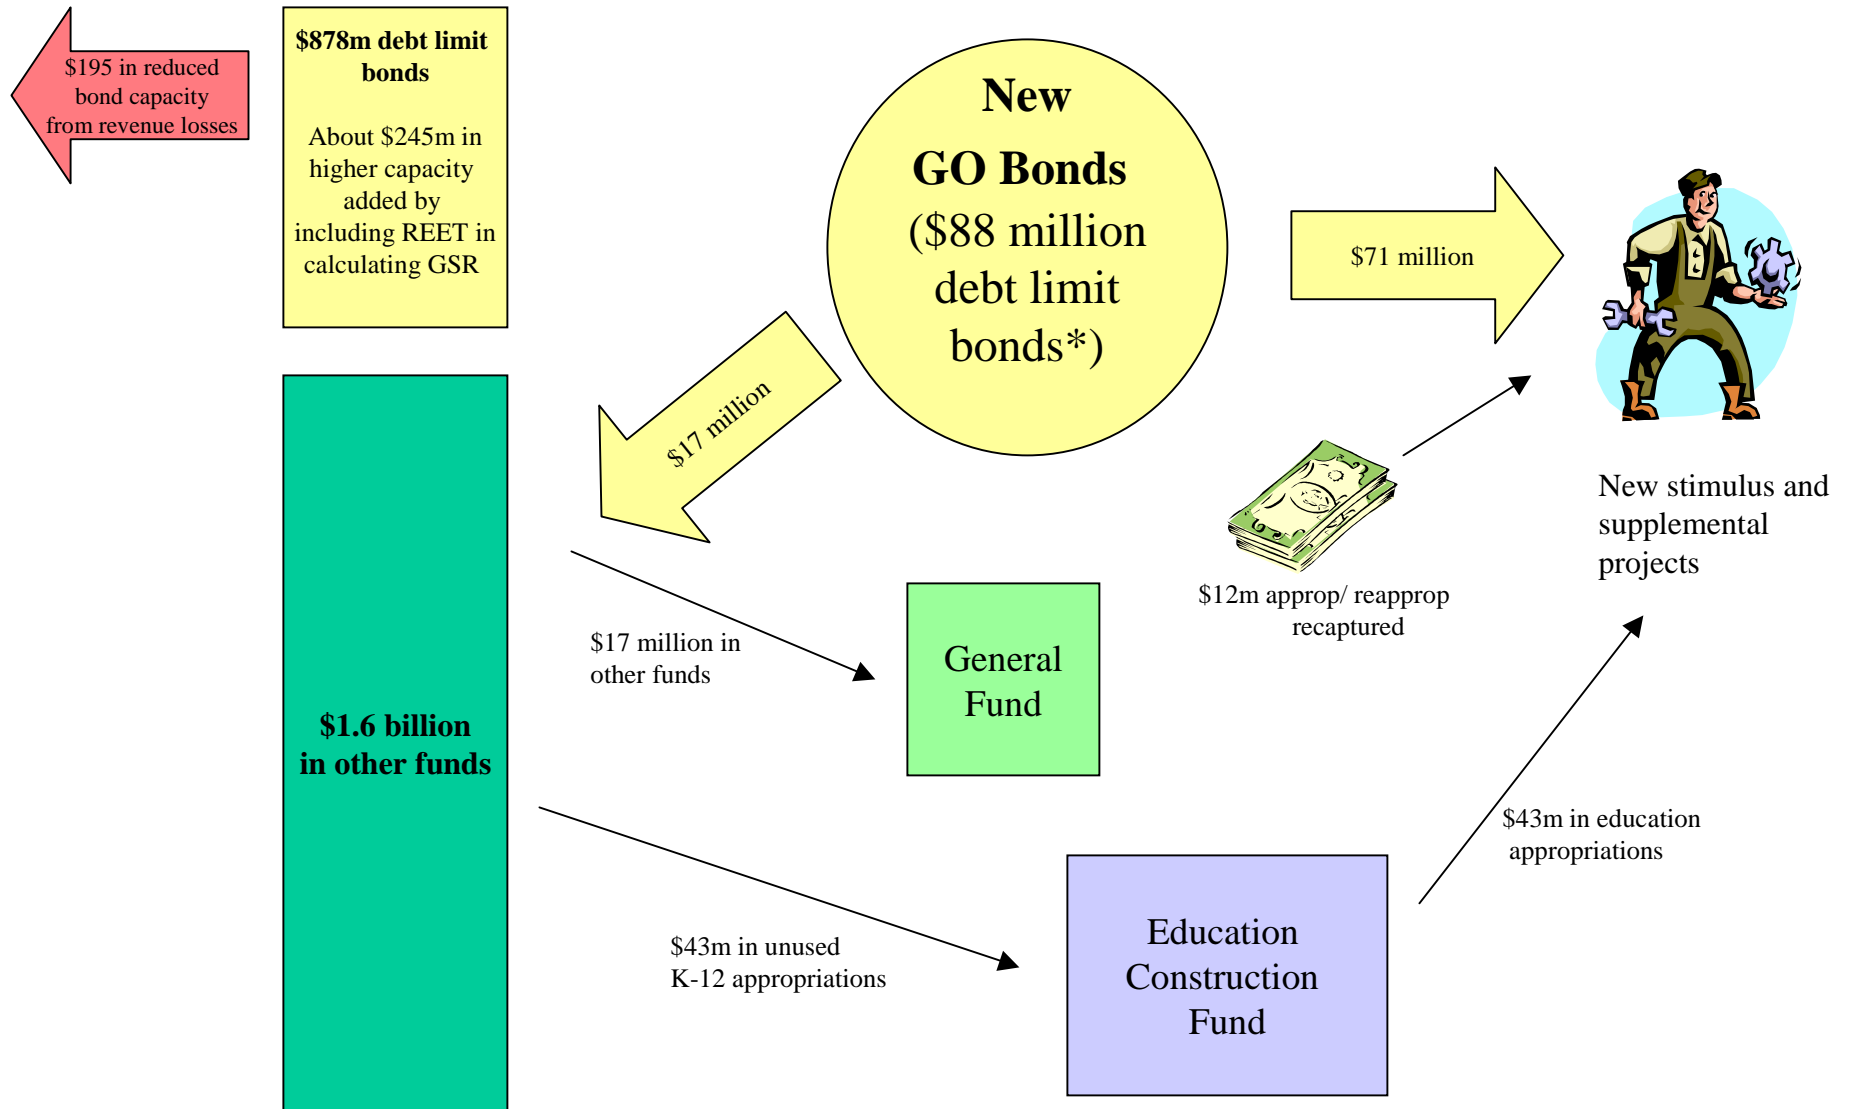 $195 in reduced
bond capacity
from revenue losses
$878m debt limit
bonds
About $245m in
higher capacity
added by
including REET in
calculating GSR
New
GO Bonds
($88 million
debt limit
bonds*)
$71 million
$17 million
New stimulus and
supplemental
projects
$12m approp/ reapprop
recaptured
$17 million in
other funds
General
Fund
$1.6 billion
in other funds
$43m in education
appropriations
$43m in unused
K-12 appropriations
Education
Construction
Fund